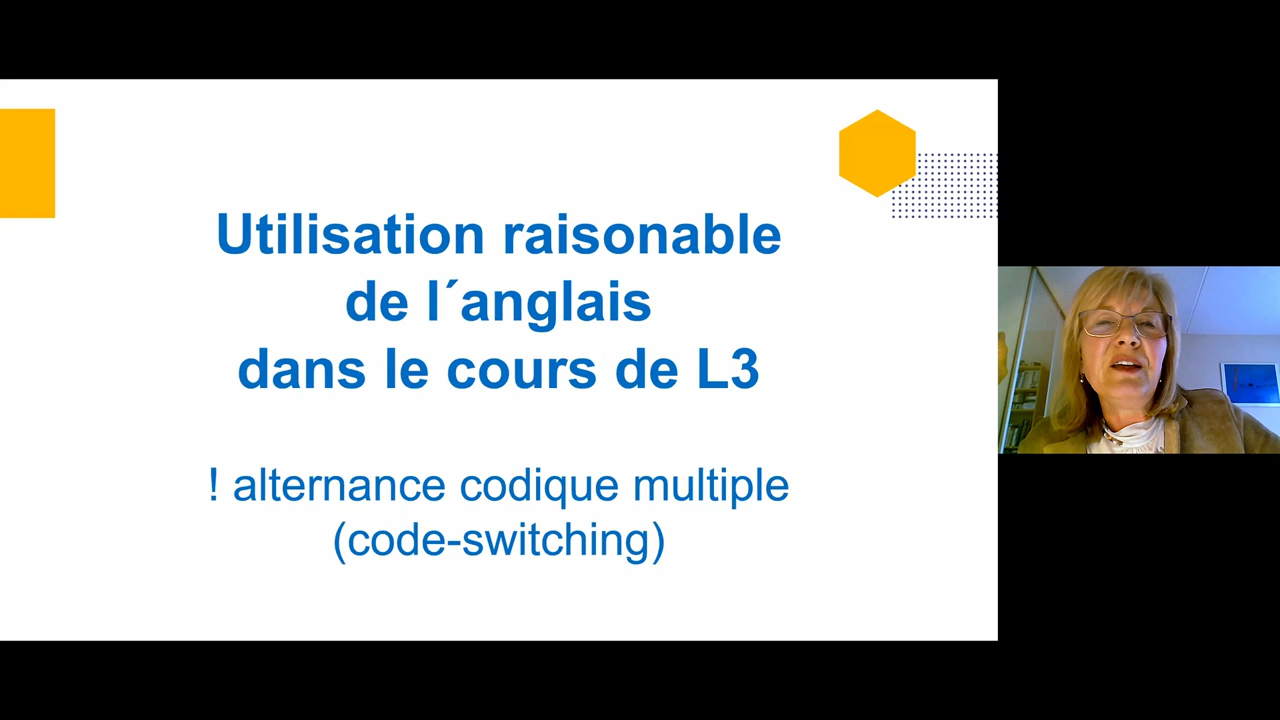 Utilisation raisonable
de l´anglais
dans le cours de L3
! alternance codique multiple
(code-switching)